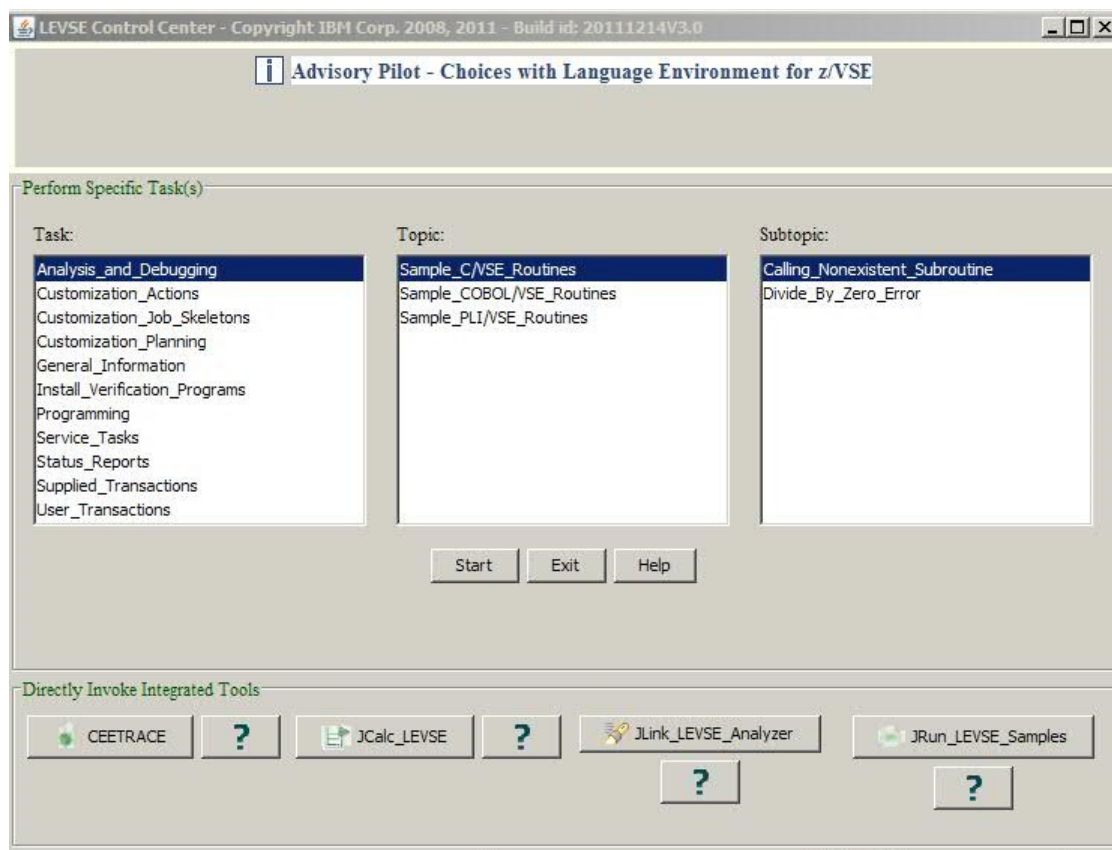 LEVSE Control Center - Copyright IBM Corp. 2008, 2011 - Build id: 20111214V3.0
i Advisory Pilot - Choices with Language Environment for z/VSE
Perform Specific Task(s)
Task:
Analysis_and_Debugging
Customization_Actions
Customization_Job_Skeletons
Customization_Planning
General_Information
Install_Verification_Programs
Programming
Service_Tasks
Status_Reports
Supplied_Transactions
User_Transactions
Topic:
Sample_C/VSE_Routines
Sample_COBOL/VSE_Routines
Sample_PLI/VSE_Routines
Subtopic:
Calling_Nonexistent_Subroutine
Divide_By_Zero_Error
Start Exit Help
Directly Invoke Integrated Tools
CEETRACE ? JCalc_LEVSE ? JLink_LEVSE_Analyzer JRun_LEVSE_Samples
? ?